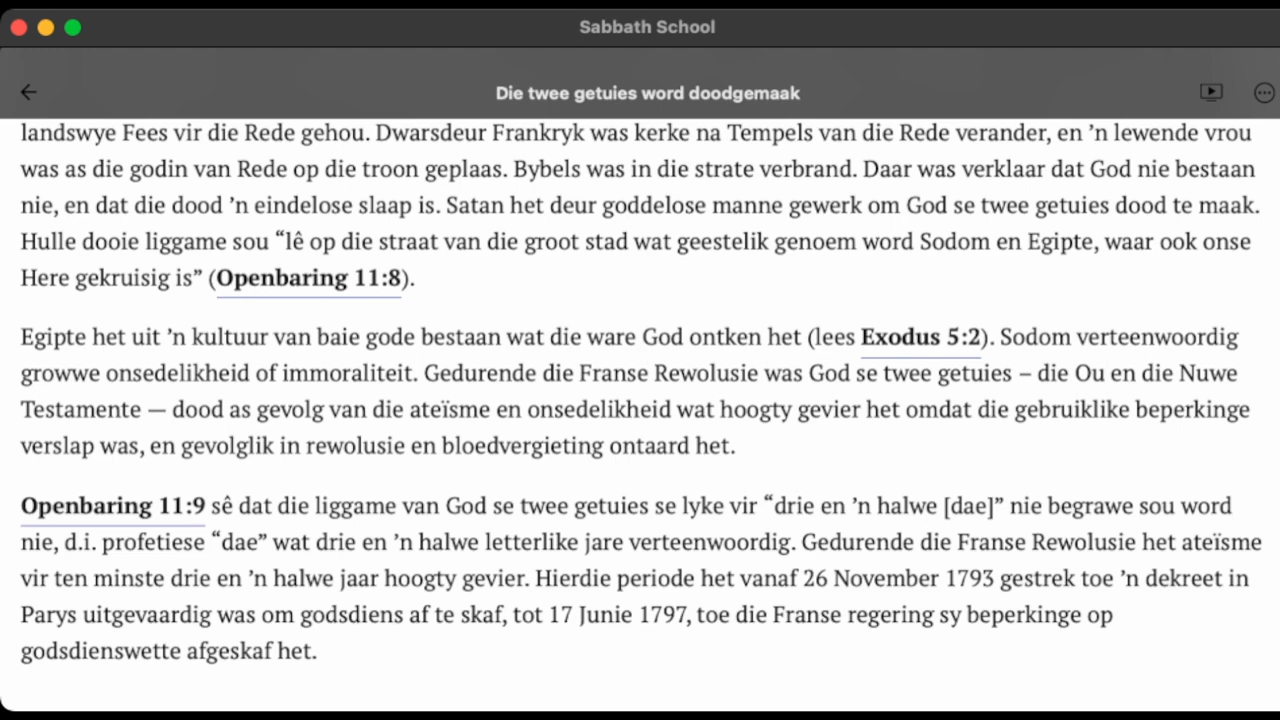 Sabbath School
Die twee getuies word doodgemaak
landswye Fees vir die Rede gehou. Dwarsdeur Frankryk was kerke na Tempels van die Rede verander, en ’n lewende vrou
was as die godin van Rede op die troon geplaas. Bybels was in die strate verbrand. Daar was verklaar dat God nie bestaan
nie, en dat die dood ’n eindelose slaap is. Satan het deur goddelose manne gewerk om God se twee getuies dood te maak.
Hulle dooie liggame sou “lê op die straat van die groot stad wat geestelik genoem word Sodom en Egipte, waar ook onse
Here gekruisig is” (Openbaring 11:8).
Egipte het uit ’n kultuur van baie gode bestaan wat die ware God ontken het (lees Exodus 5:2). Sodom verteenwoordig
growwe onsedelikheid of immoraliteit. Gedurende die Franse Rewolusie was God se twee getuies – die Ou en die Nuwe
Testamente — dood as gevolg van die ateïsme en onsedelikheid wat hoogty gevier het omdat die gebruiklike beperkinge
verslap was, en gevolglik in rewolusie en bloedvergieting ontaard het.
Openbaring 11:9 sê dat die liggame van God se twee getuies se lyke vir “drie en ’n halwe [dae]” nie begrawe sou word
nie, d.i. profetiese “dae” wat drie en ’n halwe letterlike jare verteenwoordig. Gedurende die Franse Rewolusie het ateïsme
vir ten minste drie en ’n halwe jaar hoogty gevier. Hierdie periode het vanaf 26 November 1793 gestrek toe ’n dekreet in
Parys uitgevaardig was om godsdiens af te skaf, tot 17 Junie 1797, toe die Franse regering sy beperkinge op
godsdienswette afgeskaf het.